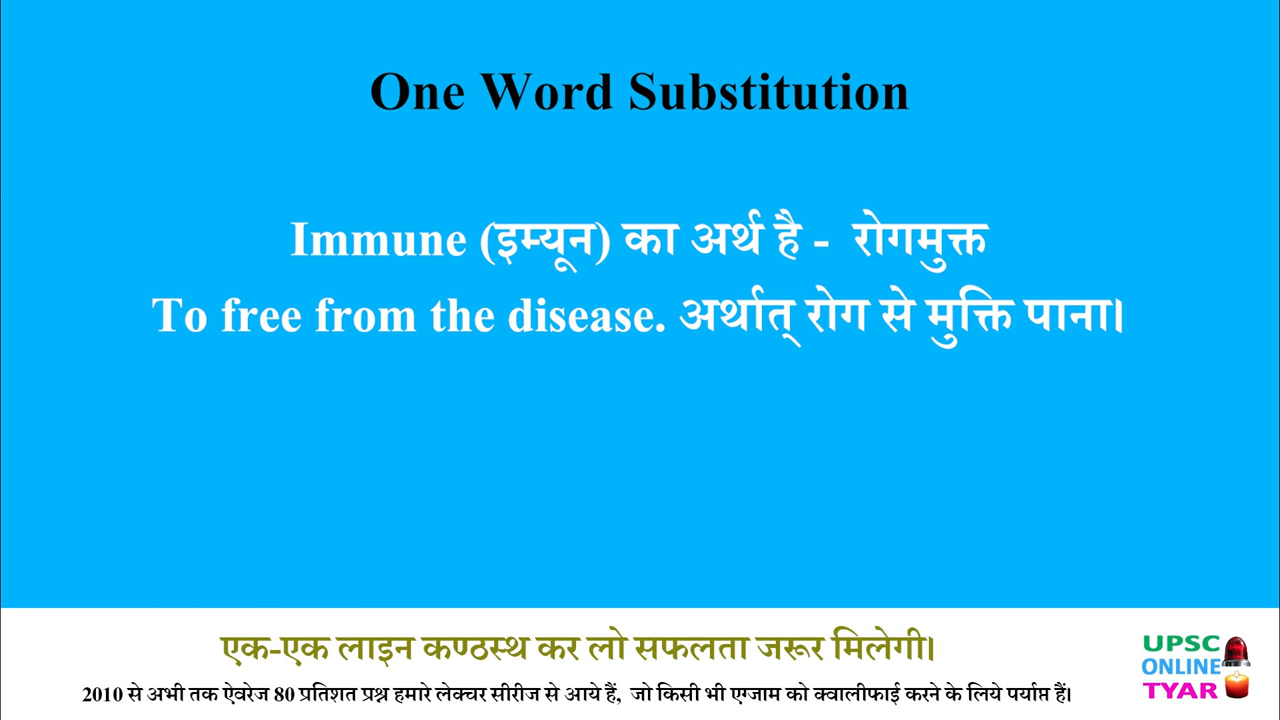 One Word Substitution
Immune (इम्यून) का अर्थ है - रोगमुक्त
To free from the disease. अर्थात् रोग से मुक्ति पाना।
एक-एक लाइन कण्ठस्थ कर लो सफलता जरूर मिलेगी।
2010 से अभी तक ऐवरेज 80 प्रतिशत प्रश्न हमारे लेक्चर सीरीज से आये हैं, जो किसी भी एग्जाम को क्वालीफाई करने के लिये पर्याप्त हैं।
UPSC
ONLINE
TYAR